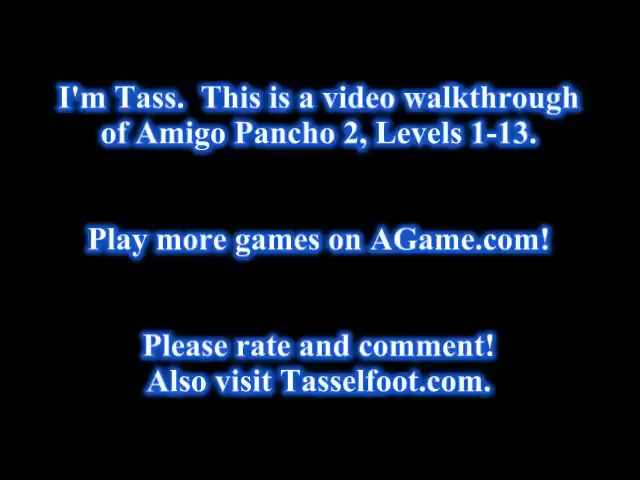 I'm Tass.  This is a video walkthrough
of Amigo Pancho 2, Levels 1-13.
Play more games on AGame.com!
Please rate and comment!
Also visit Tasselfoot.com.